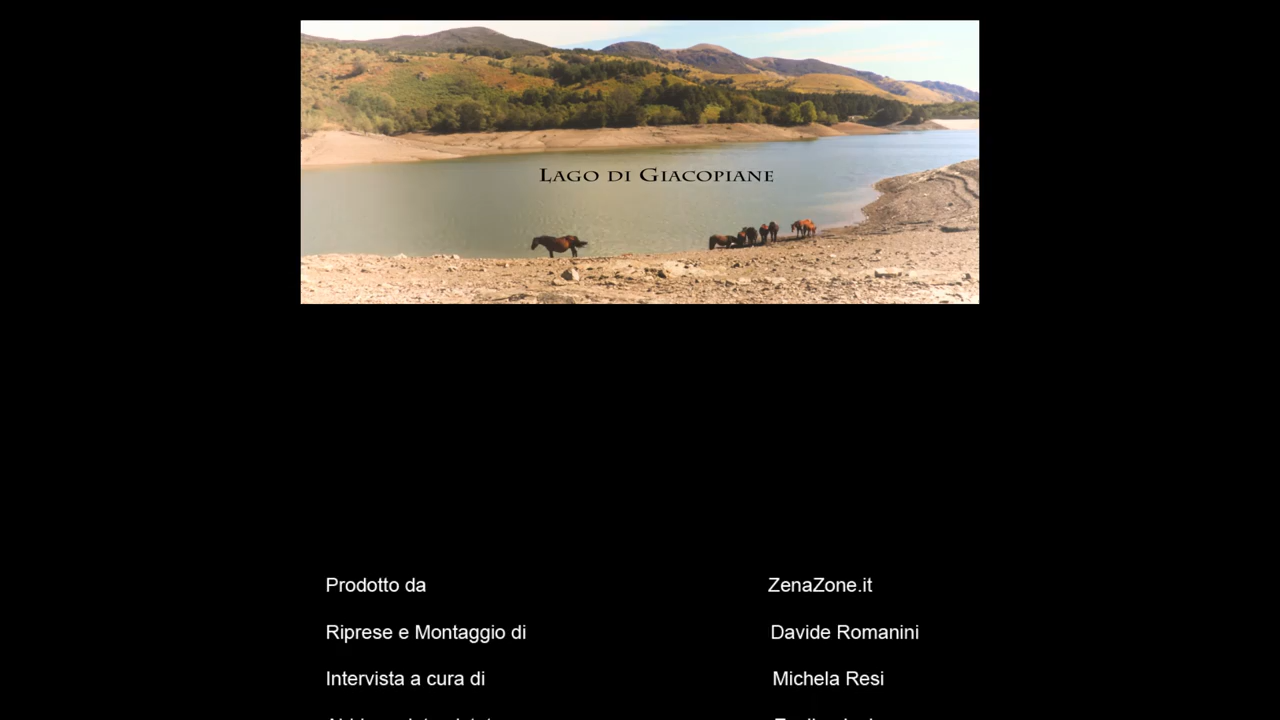 LAGO DI GIACOPIANE
Prodotto da ZenaZone.it
Riprese e Montaggio di Davide Romanini
Intervista a cura di Michela Resi